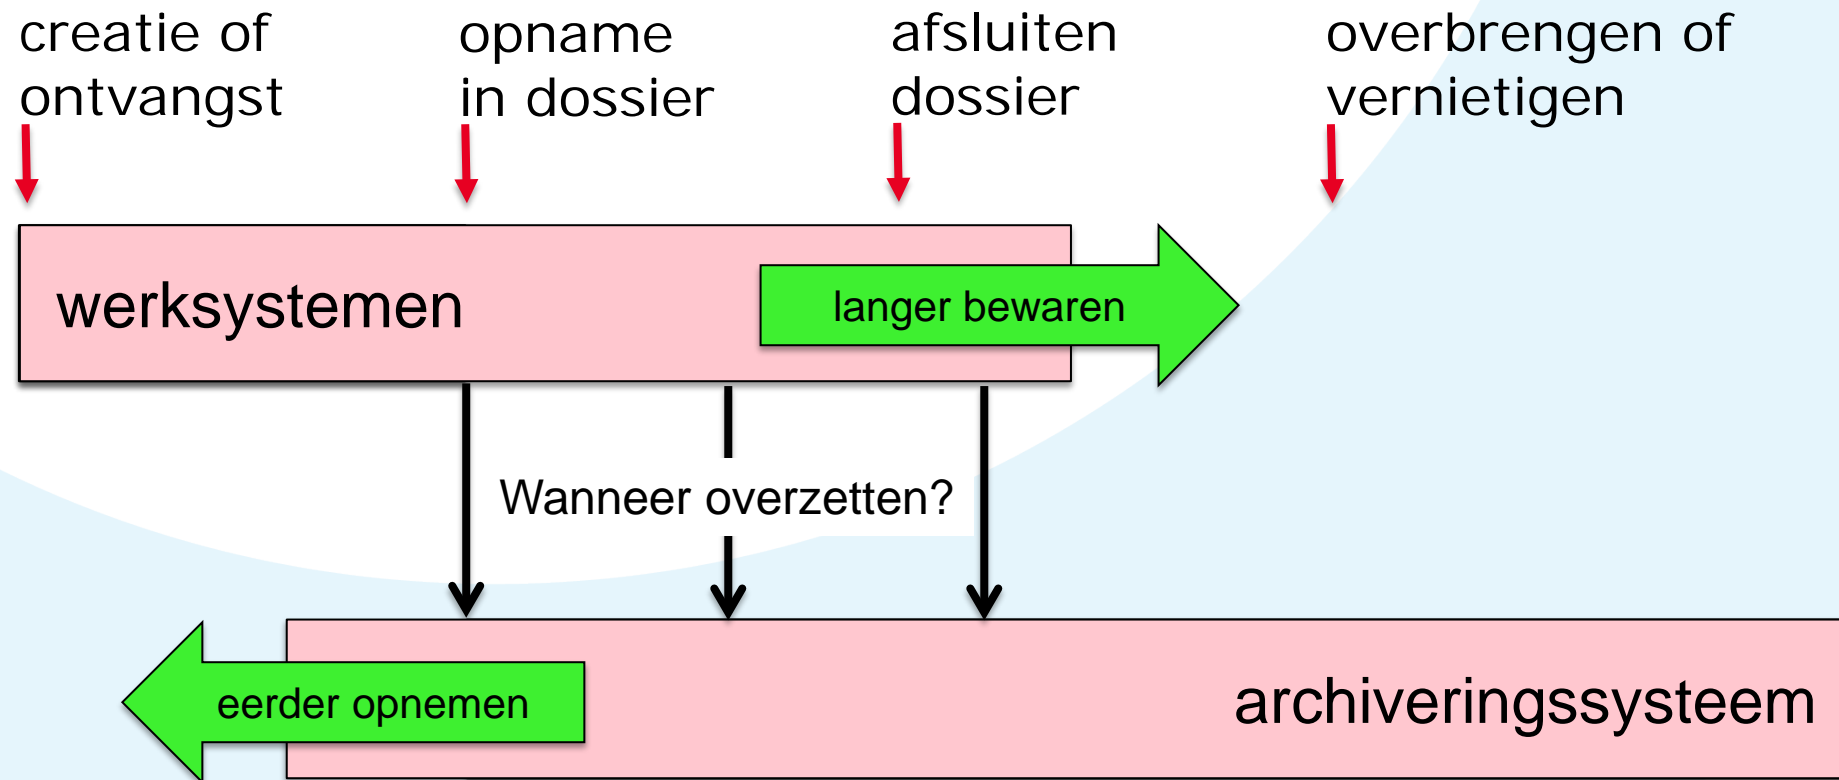 creatie of
ontvangst
opname
in dossier
afsluiten
dossier
overbrengen of
vernietigen
werksystemen
langer bewaren
Wanneer overzetten?
eerder opnemen
archiveringssysteem